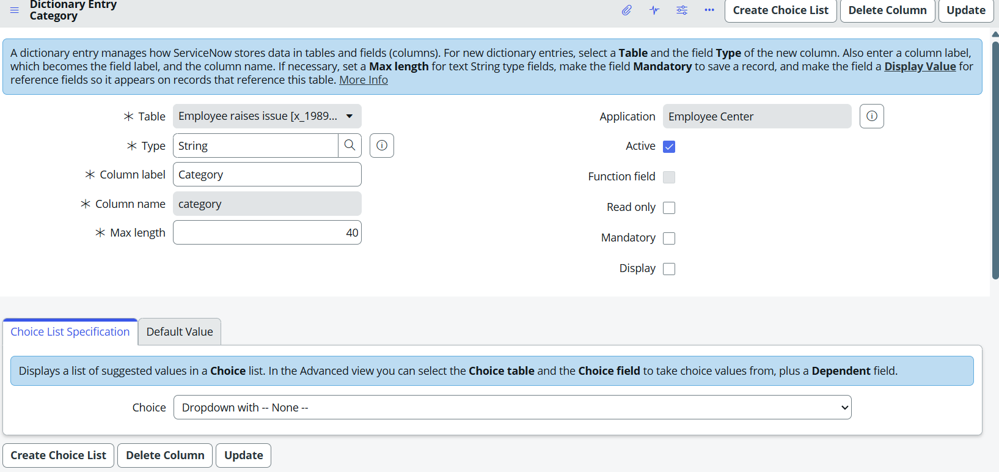 Dictionary Entry
Category
Create Choice List
Delete Column
Update
A dictionary entry manages how ServiceNow stores data in tables and fields (columns). For new dictionary entries, select a Table and the field Type of the new column. Also enter a column label,
which becomes the field label, and the column name. If necessary, set a Max length for text String type fields, make the field Mandatory to save a record, and make the field a Display Value for
reference fields so it appears on records that reference this table. More Info
Table
Employee raises issue [x_1989...
Type
String
Column label
Category
Column name
category
Max length
40
Application
Employee Center
Active
Function field
Read only
Mandatory
Display
Choice List Specification
Default Value
Displays a list of suggested values in a Choice list. In the Advanced view you can select the Choice table and the Choice field to take choice values from, plus a Dependent field.
Choice
Dropdown with -- None --
Create Choice List
Delete Column
Update